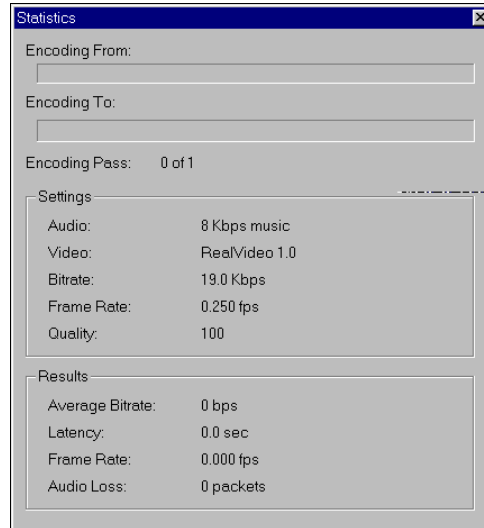 Statistics
Encoding From:
Encoding To:
Encoding Pass: 0 of 1
Settings
Audio: 8 Kbps music
Video: RealVideo 1.0
Bitrate: 19.0 Kbps
Frame Rate: 0.250 fps
Quality: 100
Results
Average Bitrate: 0 bps
Latency: 0.0 sec
Frame Rate: 0.000 fps
Audio Loss: 0 packets